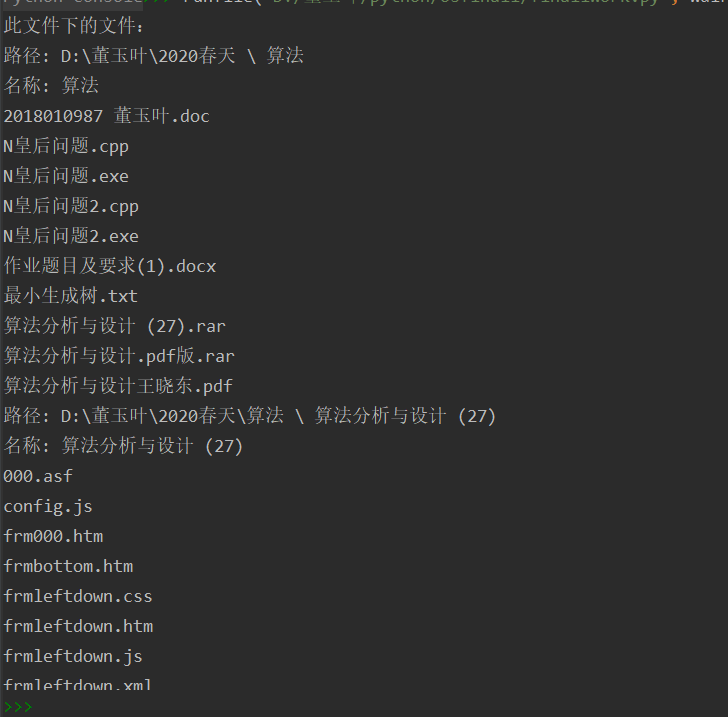 此文件下的文件:
路径: D:\董玉叶\2020春天 \ 算法
名称: 算法
2018010987 董玉叶.doc
N皇后问题.cpp
N皇后问题.exe
N皇后问题2.cpp
N皇后问题2.exe
作业题目及要求(1).docx
最小生成树.txt
算法分析与设计 (27).rar
算法分析与设计.pdf版.rar
算法分析与设计王晓东.pdf
路径: D:\董玉叶\2020春天\算法 \ 算法分析与设计 (27)
名称: 算法分析与设计 (27)
000.asf
config.js
frm000.htm
frmbottom.htm
frmleftdown.css
frmleftdown.htm
frmleftdown.js
frmleftdown.xml
>>>